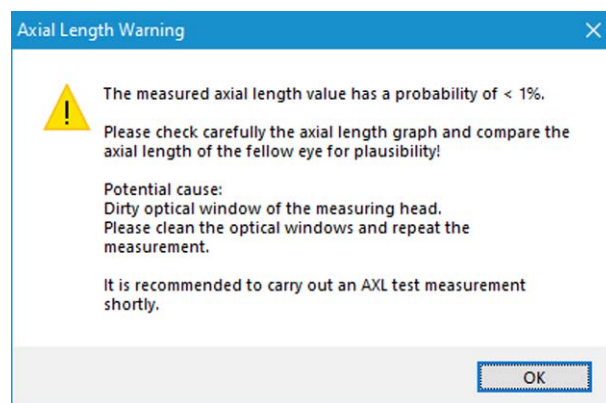 Axial Length Warning
The measured axial length value has a probability of < 1%.
Please check carefully the axial length graph and compare the
axial length of the fellow eye for plausibility!
Potential cause:
Dirty optical window of the measuring head.
Please clean the optical windows and repeat the
measurement.
It is recommended to carry out an AXL test measurement
shortly.
OK